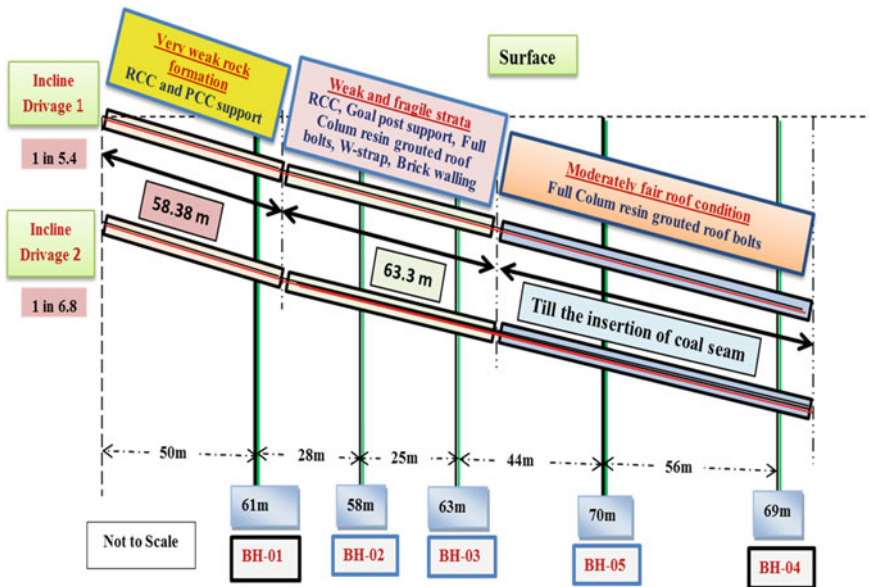 Surface
Very weak rock
formation
RCC and PCC support
Incline
Drivage 1
1 in 5.4
Weak and fragile strata
RCC, Goal post support, Full
Colum resin grouted roof
bolts, W-strap, Brick walling
Moderately fair roof condition
Full Colum resin grouted roof bolts
58.38 m
Incline
Drivage 2
63.3 m
1 in 6.8
Till the insertion of coal seam
50m
28m
25m
44m
56m
61m
58m
63m
70m
69m
Not to Scale
BH-01
BH-02
BH-03
BH-05
BH-04